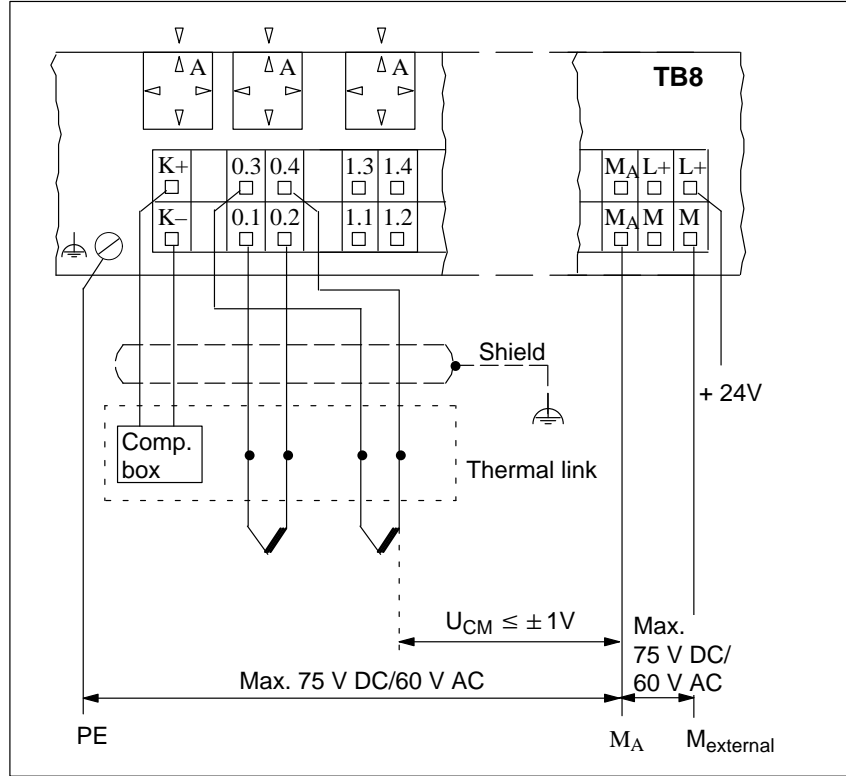 A A A TB8
K+ 0.3 0.4 1.3 1.4 MA L+ L+
K– 0.1 0.2 1.1 1.2 MA M M
Shield
+ 24V
Comp.
box
Thermal link
UCM ≤ ± 1V
Max.
75 V DC/
60 V AC
Max. 75 V DC/60 V AC
PE MA Mexternal